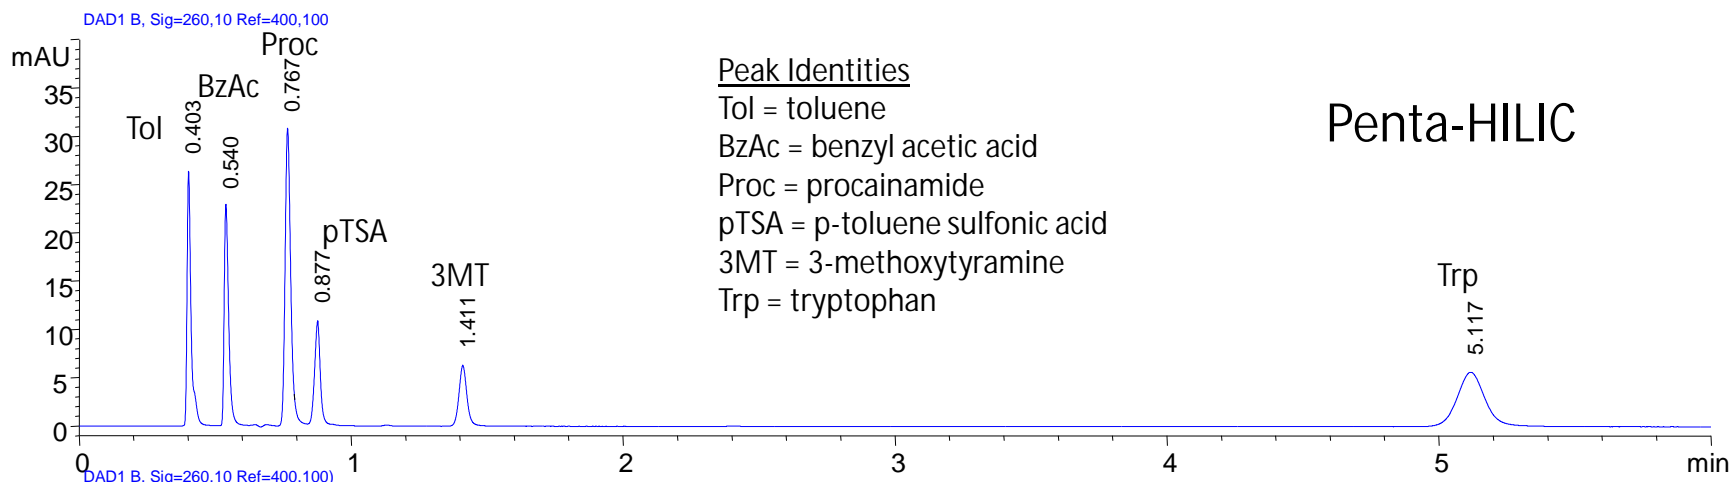 DAD1 B, Sig=260,10 Ref=400,100
mAU
35
30
25
20
15
10
5
0
Tol
0.403
BzAc
0.540
Proc
0.767
pTSA
0.877
3MT
1.411
Peak Identities
Tol = toluene
BzAc = benzyl acetic acid
Proc = procainamide
pTSA = p-toluene sulfonic acid
3MT = 3-methoxytyramine
Trp = tryptophan
Penta-HILIC
Trp
5.117
0
1
2
3
4
5
min
DAD1 B, Sig=260,10 Ref=400,100)